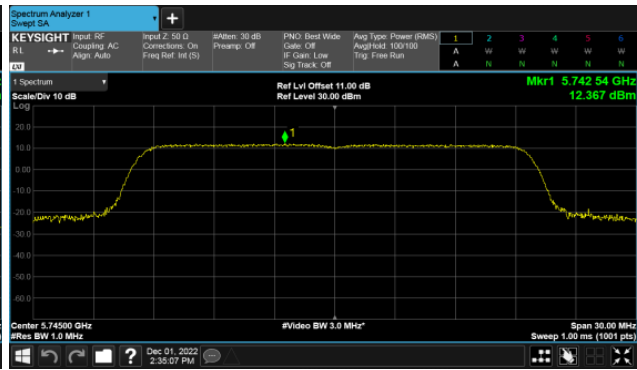 Spectrum Analyzer 1
Swept SA
+
KEYSIGHT
RL
LXI
Input: RF
Coupling: AC
Align: Auto
Input Z: 50 Ω
Corrections: On
Freq Ref: Int (S)
#Atten: 30 dB
Preamp: Off
PNO: Best Wide
Gate: Off
IF Gain: Low
Sig Track: Off
Avg Type: Power (RMS)
Avg|Hold: 100/100
Trig: Free Run
1 2 3 4 5 6
A W W W W W
A N N N N N
1 Spectrum
Scale/Div 10 dB
Log
Ref Lvl Offset 11.00 dB
Ref Level 30.00 dBm
Mkr1 5.742 54 GHz
12.367 dBm
20.0
10.0
0.00
-10.0
-20.0
-30.0
-40.0
-50.0
-60.0
1
Center 5.74500 GHz
#Res BW 1.0 MHz
#Video BW 3.0 MHz*
Span 30.00 MHz
Sweep 1.00 ms (1001 pts)
?
Dec 01, 2022
2:35:07 PM